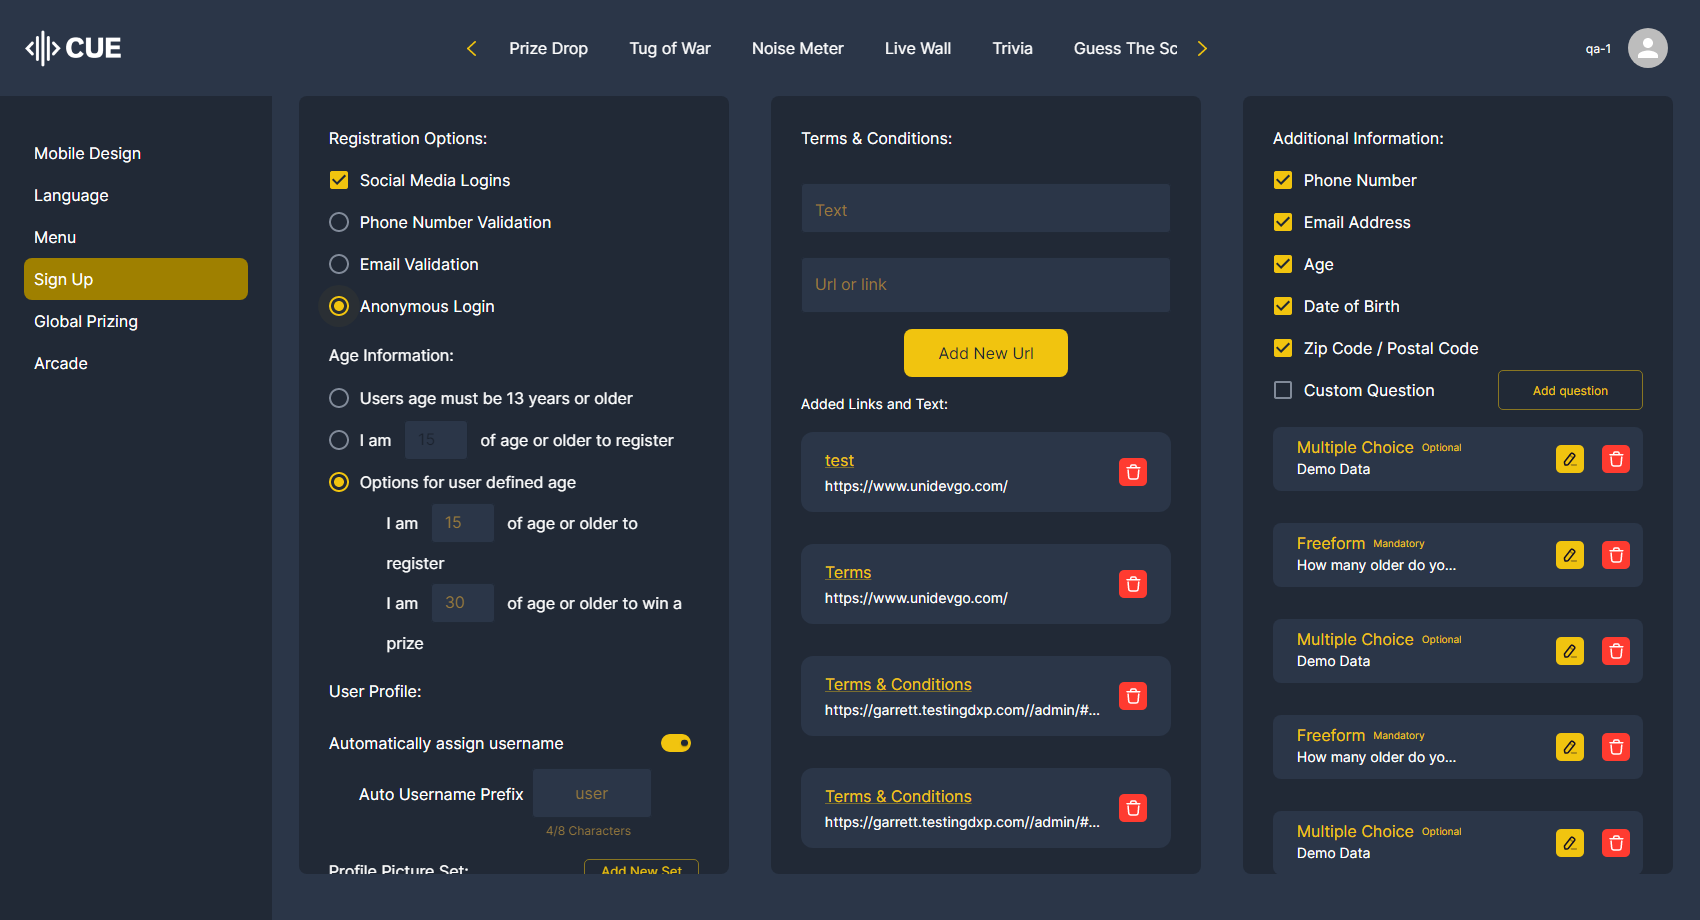 CUE
Prize Drop
Tug of War
Noise Meter
Live Wall
Trivia
Guess The Sc
qa-1
Mobile Design
Language
Menu
Sign Up
Global Prizing
Arcade
Registration Options:
Social Media Logins
Phone Number Validation
Email Validation
Anonymous Login
Age Information:
Users age must be 13 years or older
I am 15 of age or older to register
Options for user defined age
I am 15 of age or older to
register
I am 30 of age or older to win a
prize
User Profile:
Automatically assign username
Auto Username Prefix user
4/8 Characters
Profile Picture Set: Add New Set
Terms & Conditions:
Text
Url or link
Add New Url
Added Links and Text:
test
https://www.unidevgo.com/
Terms
https://www.unidevgo.com/
Terms & Conditions
https://garrett.testingdxp.com//admin/#...
Terms & Conditions
https://garrett.testingdxp.com//admin/#...
Additional Information:
Phone Number
Email Address
Age
Date of Birth
Zip Code / Postal Code
Custom Question Add question
Multiple Choice Optional
Demo Data
Freeform Mandatory
How many older do yo...
Multiple Choice Optional
Demo Data
Freeform Mandatory
How many older do yo...
Multiple Choice Optional
Demo Data